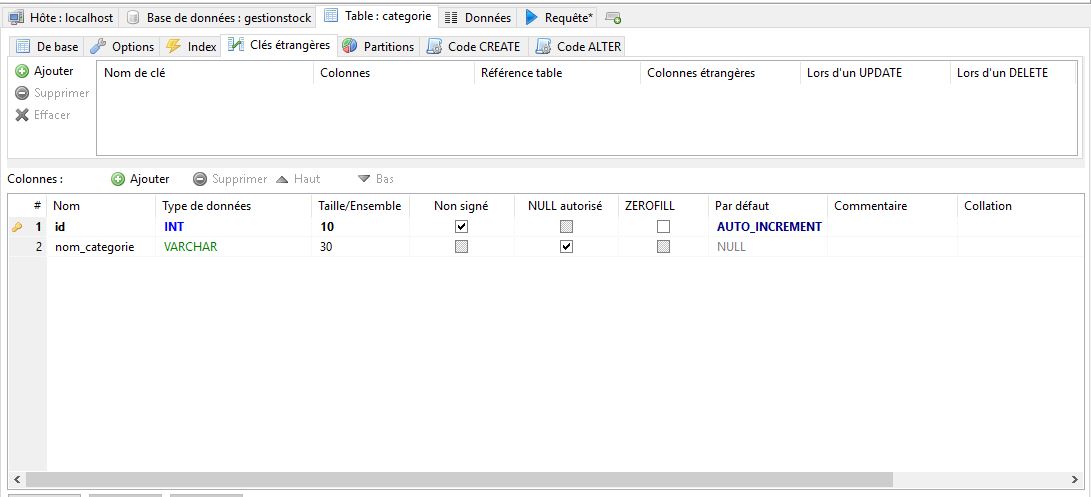 Hôte : localhost Base de données : gestionstock Table : categorie Données Requête*
De base Options Index Clés étrangères Partitions Code CREATE Code ALTER
Ajouter Nom de clé Colonnes Référence table Colonnes étrangères Lors d'un UPDATE Lors d'un DELETE
Supprimer
Effacer
Colonnes : Ajouter Supprimer Haut Bas
# Nom Type de données Taille/Ensemble Non signé NULL autorisé ZEROFILL Par défaut Commentaire Collation
1 id INT 10 AUTO_INCREMENT
2 nom_categorie VARCHAR 30 NULL